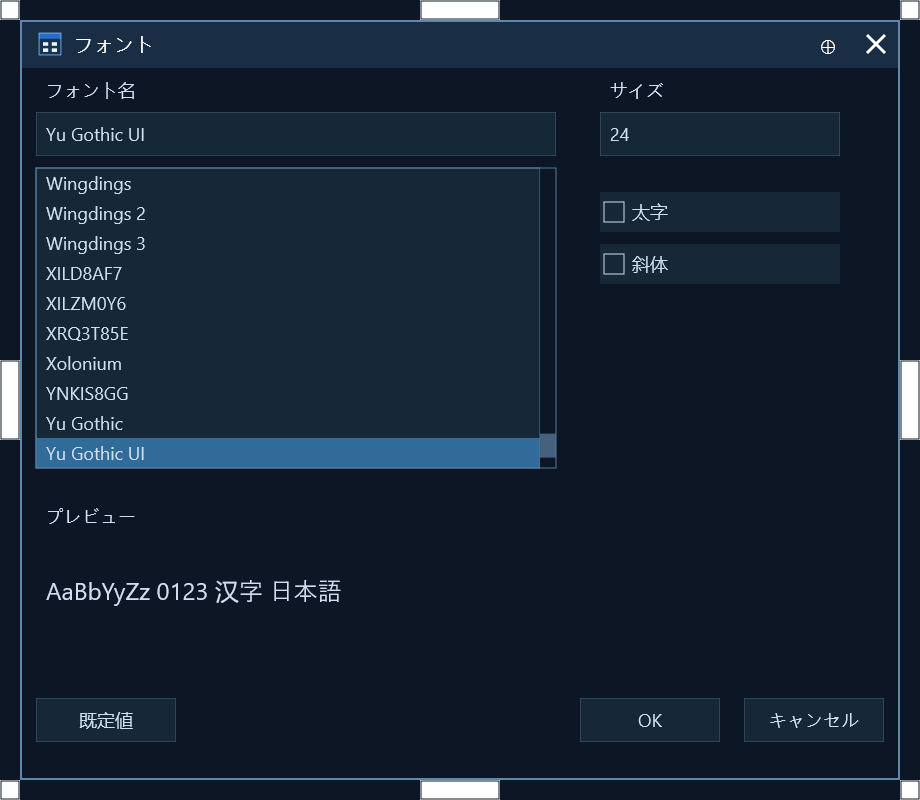 フォント
フォント名
サイズ
Yu Gothic UI
24
Wingdings
Wingdings 2
Wingdings 3
XILD8AF7
XILZM0Y6
XRQ3T85E
Xolonium
YNKIS8GG
Yu Gothic
Yu Gothic UI
太字
斜体
プレビュー
AaBbYyZz 0123 汉字 日本語
既定値
OK
キャンセル